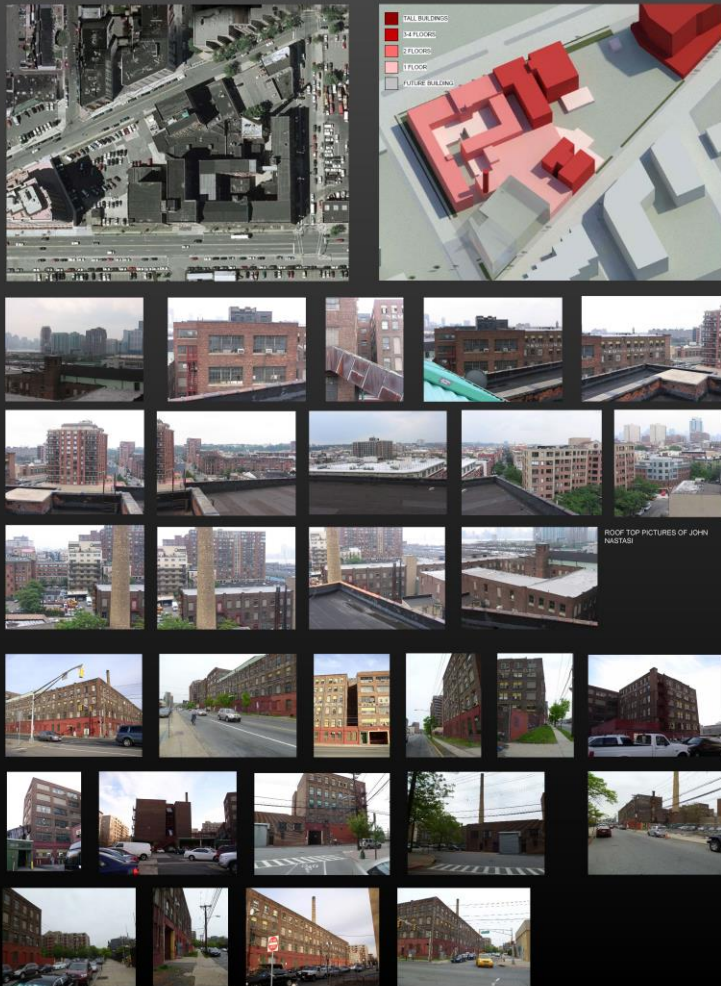 TALL BUILDINGS
3-4 FLOORS
2 FLOORS
1 FLOOR
FUTURE BUILDING
ROOF TOP PICTURES OF JOHN
NASTASI